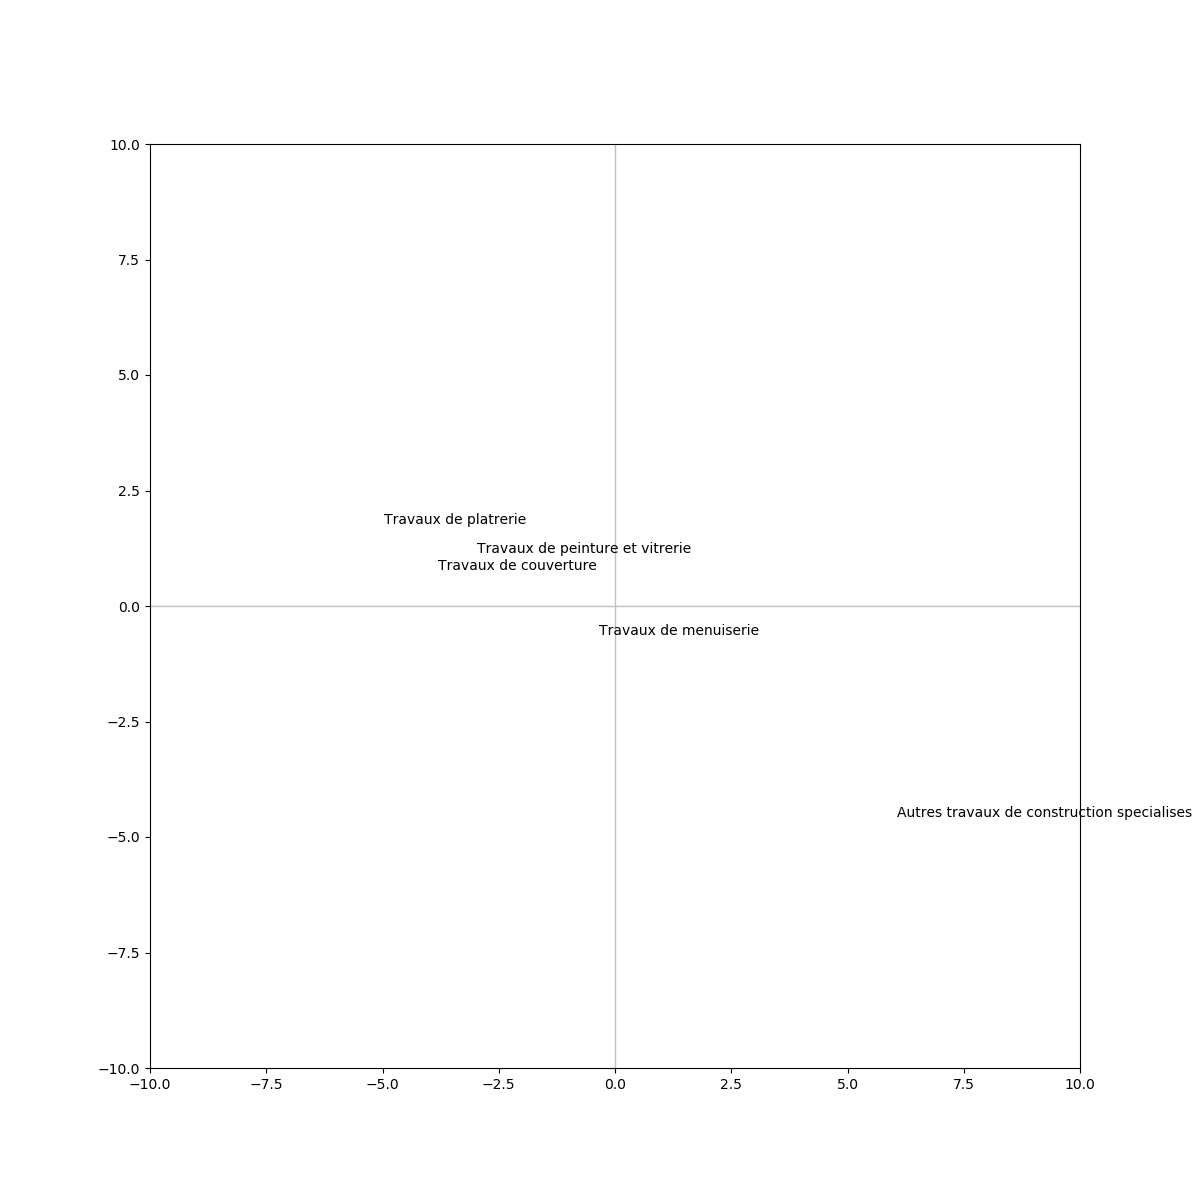 10.0
7.5
5.0
2.5
Travaux de platrerie
Travaux de peinture et vitrerie
Travaux de couverture
0.0
Travaux de menuiserie
−2.5
Autres travaux de construction specialises
−5.0
−7.5
−10.0
−10.0 −7.5 −5.0 −2.5 0.0 2.5 5.0 7.5 10.0